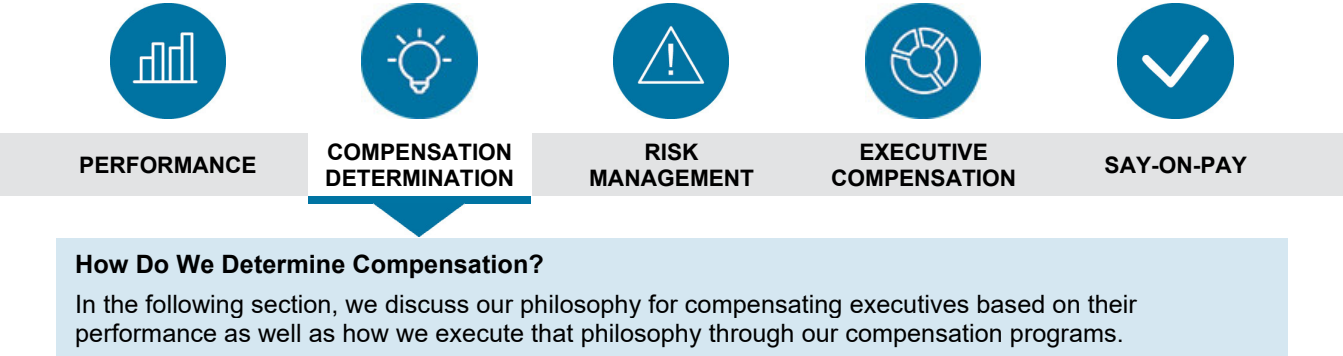 PERFORMANCE
COMPENSATION
DETERMINATION
RISK
MANAGEMENT
EXECUTIVE
COMPENSATION
SAY-ON-PAY
How Do We Determine Compensation?
In the following section, we discuss our philosophy for compensating executives based on their
performance as well as how we execute that philosophy through our compensation programs.